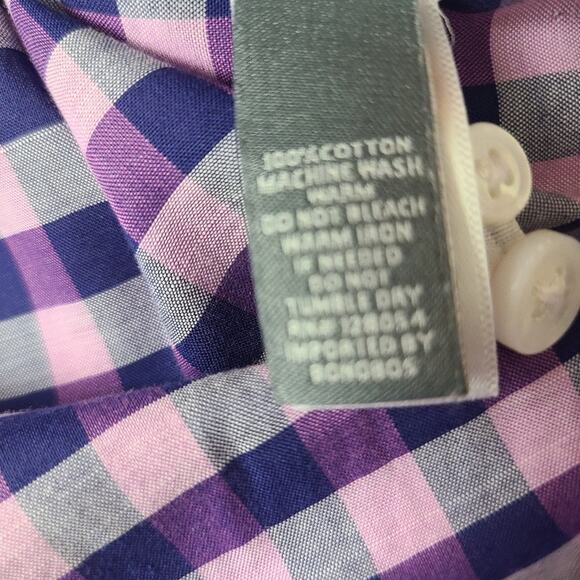 100% COTTON
MACHINE WASH
WARM
DO NOT BLEACH
WARM IRON
IF NEEDED
DO NOT
TUMBLE DRY
RN# 128054
IMPORTED BY
BONOBOS